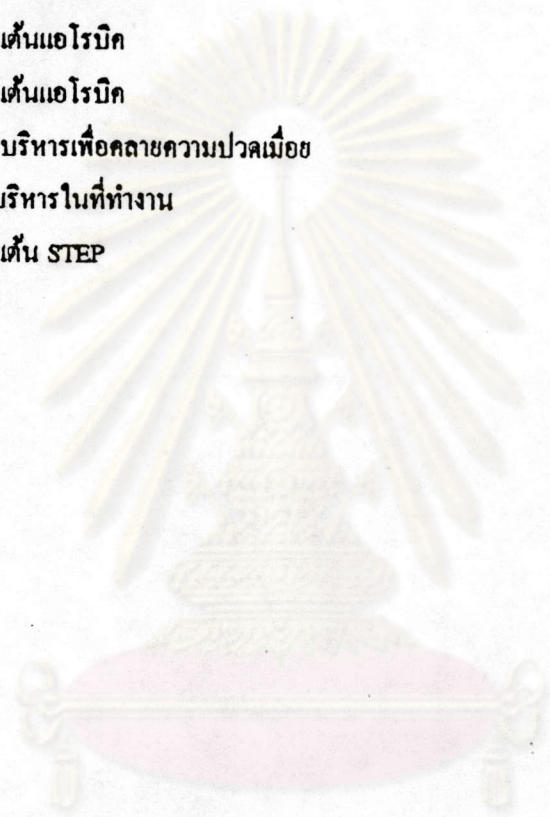 เต้นแอโรบิค
เต้นแอโรบิค
บริหารเพื่อคลายความปวดเมื่อย
บริหารในที่ทำงาน
เต้น STEP